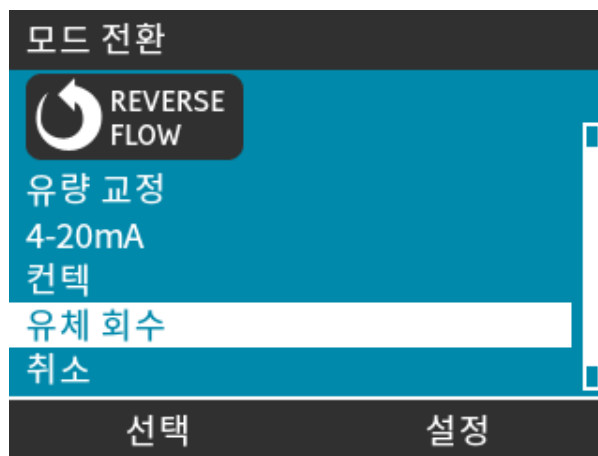 모드 전환
REVERSE
FLOW
유량 교정
4-20mA
컨텍
유체 회수
취소
선택 설정